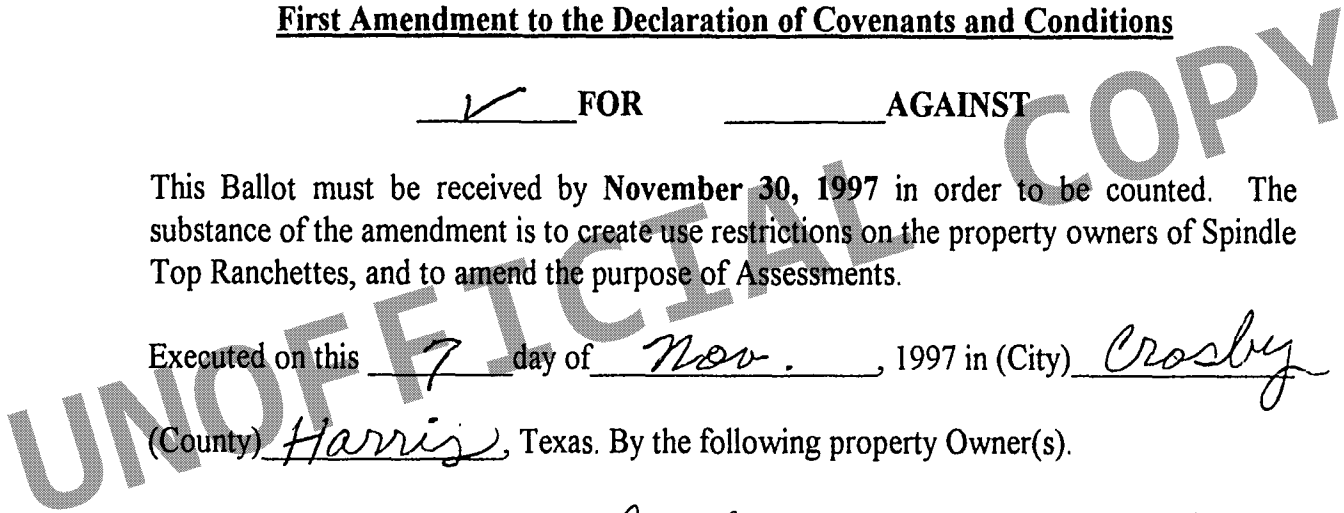 First Amendment to the Declaration of Covenants and Conditions
✓ FOR AGAINST
This Ballot must be received by November 30, 1997 in order to be counted. The
substance of the amendment is to create use restrictions on the property owners of Spindle
Top Ranchettes, and to amend the purpose of Assessments.
Executed on this 7 day of Nov. , 1997 in (City) Crosby
(County) Harris, Texas. By the following property Owner(s).
UNOFFICIAL COPY